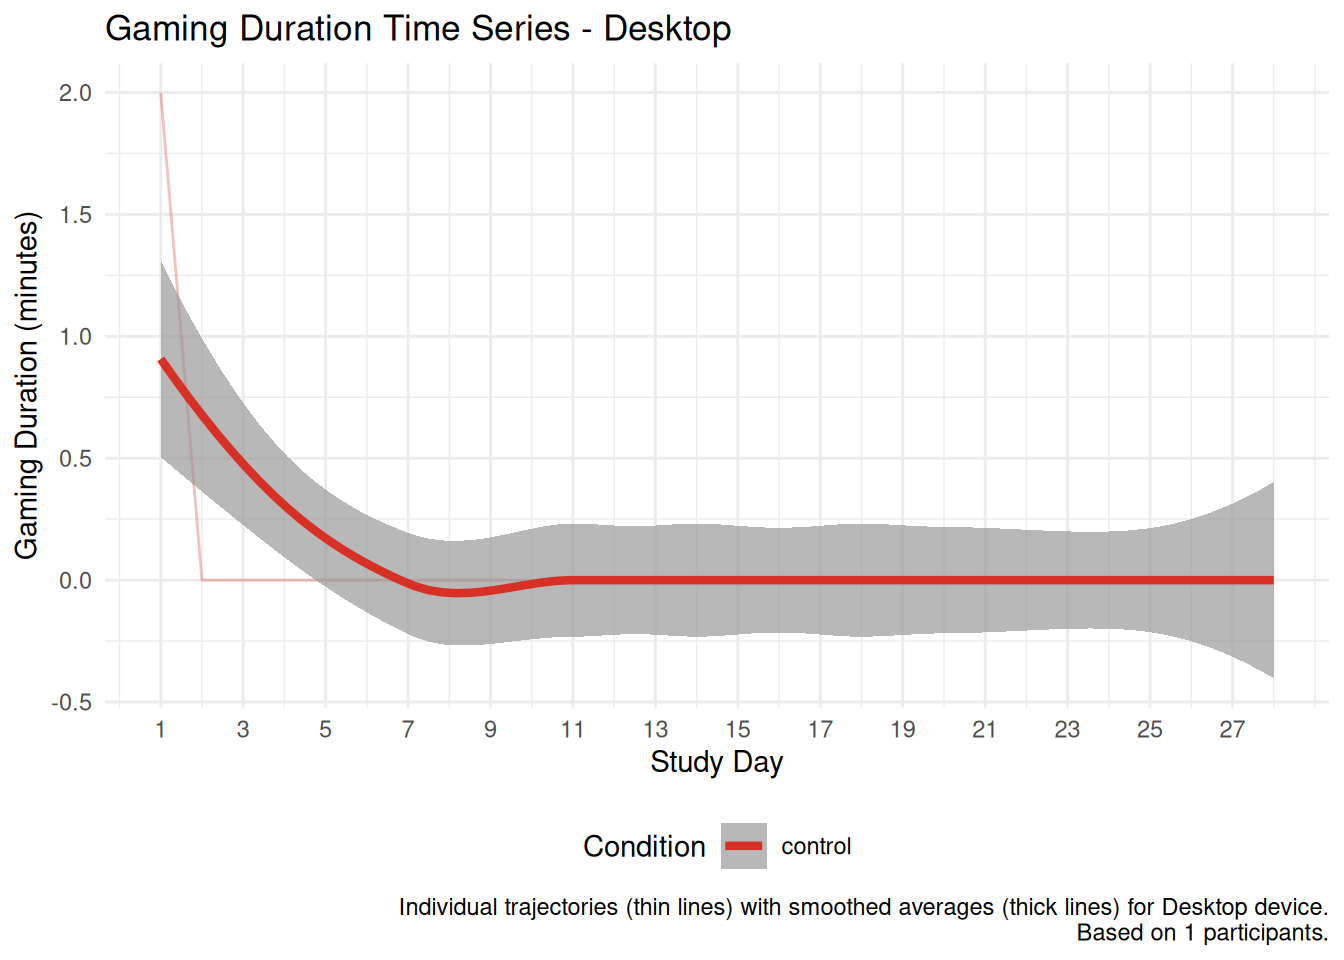 Gaming Duration Time Series - Desktop
Gaming Duration (minutes)
2.0
1.5
1.0
0.5
0.0
-0.5
1 3 5 7 9 11 13 15 17 19 21 23 25 27
Study Day
Condition control
Individual trajectories (thin lines) with smoothed averages (thick lines) for Desktop device.
Based on 1 participants.